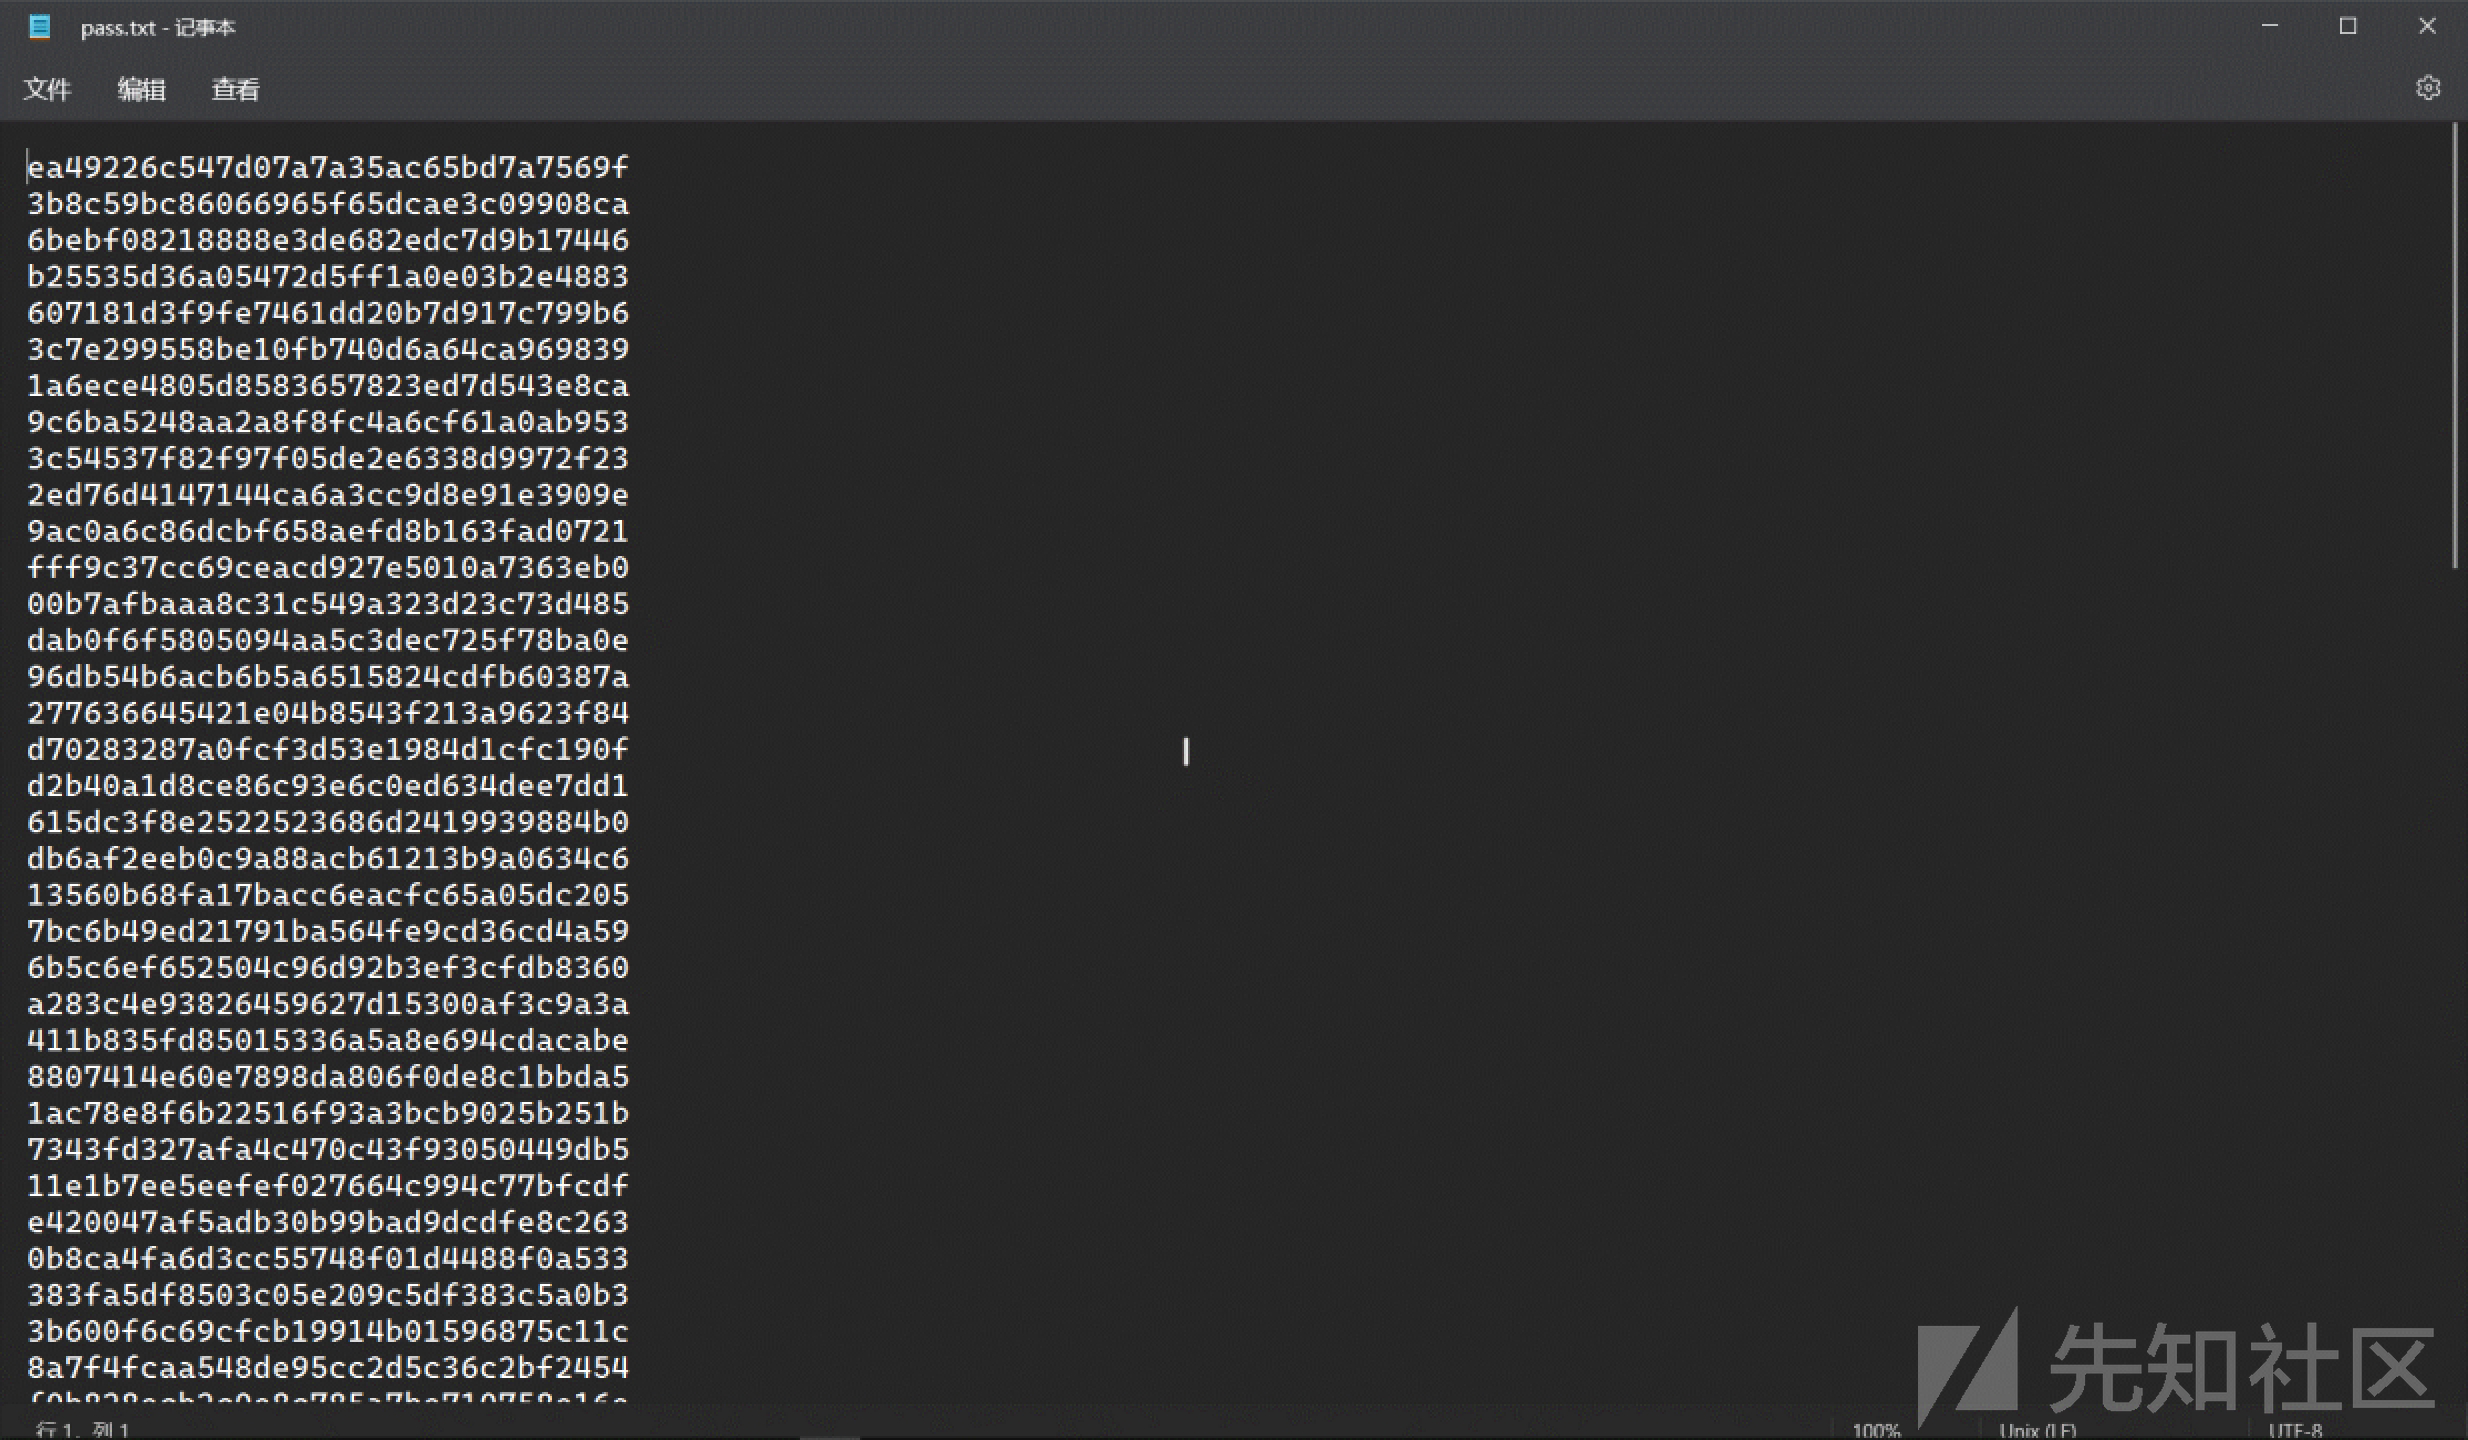 pass.txt - 记事本
文件 编辑 查看
ea49226c547d07a7a35ac65bd7a7569f
3b8c59bc86066965f65dcae3c09908ca
6bebf08218888e3de682edc7d9b17446
b25535d36a05472d5ff1a0e03b2e4883
607181d3f9fe7461dd20b7d917c799b6
3c7e299558be10fb740d6a64ca969839
1a6ece4805d8583657823ed7d543e8ca
9c6ba5248aa2a8f8fc4a6cf61a0ab953
3c54537f82f97f05de2e6338d9972f23
2ed76d4147144ca6a3cc9d8e91e3909e
9ac0a6c86dcbf658aefd8b163fad0721
fff9c37cc69ceacd927e5010a7363eb0
00b7afbaaa8c31c549a323d23c73d485
dab0f6f5805094aa5c3dec725f78ba0e
96db54b6acb6b5a6515824cdfb60387a
277636645421e04b8543f213a9623f84
d70283287a0fcf3d53e1984d1cfc190f
d2b40a1d8ce86c93e6c0ed634dee7dd1
615dc3f8e2522523686d2419939884b0
db6af2eeb0c9a88acb61213b9a0634c6
13560b68fa17bacc6eacfc65a05dc205
7bc6b49ed21791ba564fe9cd36cd4a59
6b5c6ef652504c96d92b3ef3cfdb8360
a283c4e93826459627d15300af3c9a3a
411b835fd85015336a5a8e694cdacabe
8807414e60e7898da806f0de8c1bbda5
1ac78e8f6b22516f93a3bcb9025b251b
7343fd327afa4c470c43f93050449db5
11e1b7ee5eefef027664c994c77bfcdf
e420047af5adb30b99bad9dcdfe8c263
0b8ca4fa6d3cc55748f01d4488f0a533
383fa5df8503c05e209c5df383c5a0b3
3b600f6c69cfcb19914b01596875c11c
8a7f4fcaa548de95cc2d5c36c2bf2454
先知社区
行 1, 列 1 100% Unix (LF) UTF-8